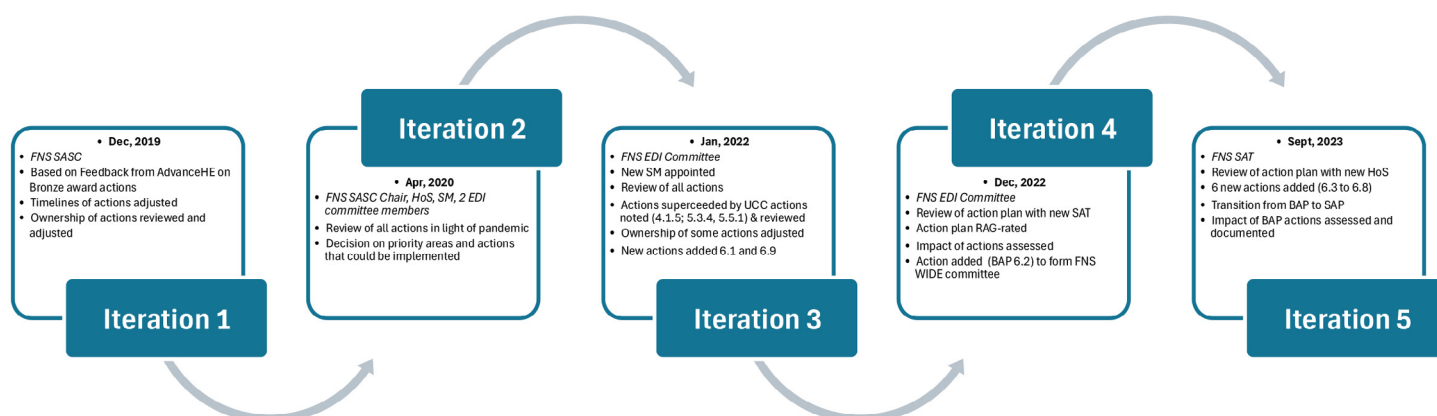 • Dec, 2019
• FNS SASC
• Based on Feedback from AdvanceHE on
Bronze award actions
• Timelines of actions adjusted
• Ownership of actions reviewed and
adjusted
Iteration 1
Iteration 2
• Apr, 2020
• FNS SASC Chair, HoS, SM, 2 EDI
committee members
• Review of all actions in light of pandemic
• Decision on priority areas and actions
that could be implemented
• Jan, 2022
• FNS EDI Committee
• New SM appointed
• Review of all actions
• Actions superceeded by UCC actions
noted (4.1.5; 5.3.4, 5.5.1) & reviewed
• Ownership of some actions adjusted
• New actions added 6.1 and 6.9
Iteration 3
Iteration 4
• Dec, 2022
• FNS EDI Committee
• Review of action plan with new SAT
• Action plan RAG-rated
• Impact of actions assessed
• Action added (BAP 6.2) to form FNS
WIDE committee
• Sept, 2023
• FNS SAT
• Review of action plan with new HoS
• 6 new actions added (6.3 to 6.8)
• Transition from BAP to SAP
• Impact of BAP actions assessed and
documented
Iteration 5